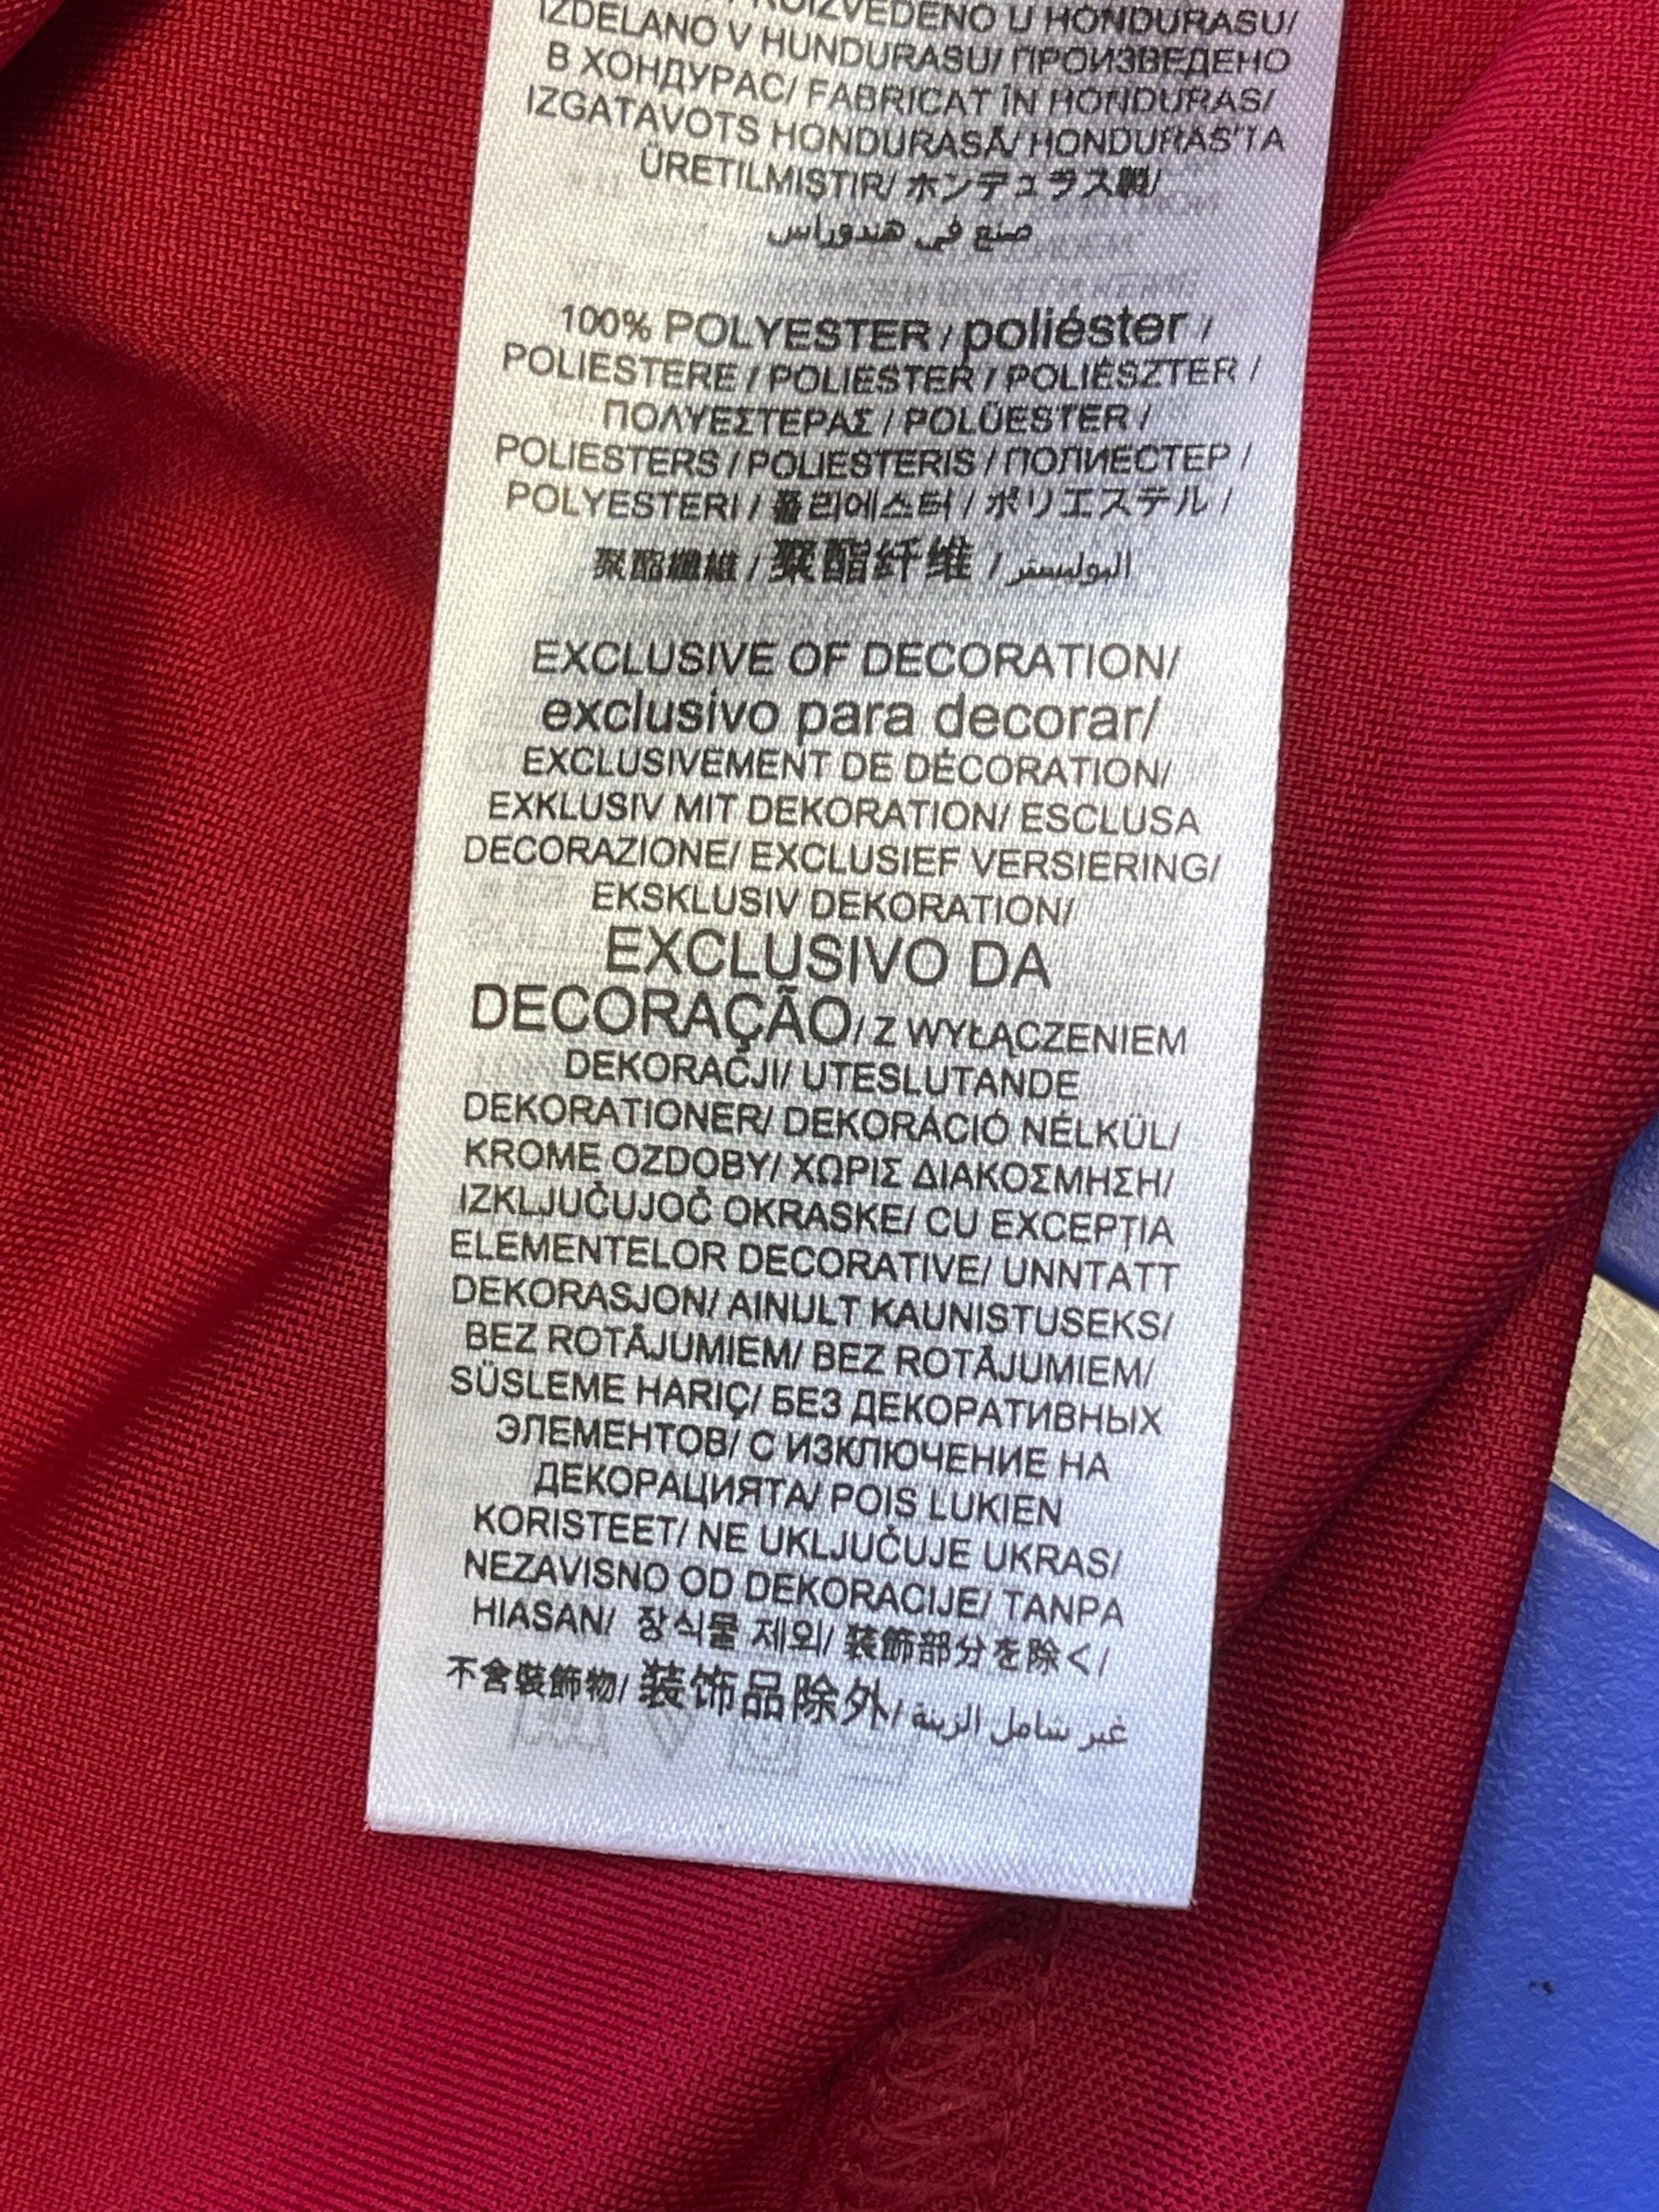 PROIZVEDENO U HONDURASU/
IZDELANO V HUNDURASU/ ПРОИЗВЕДЕНО
В ХОНДУРАС/ FABRICAT ÎN HONDURAS/
IZGATAVOTS HONDURASĀ/ HONDURAS'TA
ÜRETILMIŞTIR/ ホンデュラス製/
صنع في هندوراس
100% POLYESTER / poliéster /
POLIESTERE / POLIESTER / POLIÉSZTER /
ΠΟΛΥΕΣΤΕΡΑΣ / POLÜESTER /
POLIESTERS / POLIESTERIS / ПОЛИЕСТЕР /
POLYESTERI / 폴리에스터 / ポリエステル /
聚酯纖維 / 聚酯纤维 / البوليستر
EXCLUSIVE OF DECORATION/
exclusivo para decorar/
EXCLUSIVEMENT DE DÉCORATION/
EXKLUSIV MIT DEKORATION/ ESCLUSA
DECORAZIONE/ EXCLUSIEF VERSIERING/
EKSKLUSIV DEKORATION/
EXCLUSIVO DA
DECORAÇÃO/ Z WYŁĄCZENIEM
DEKORAČJI/ UTESLUTANDE
DEKORATIONER/ DEKORÁCIÓ NÉLKÜL/
KROME OZDOBY/ ΧΩΡΙΣ ΔΙΑΚΟΣΜΗΣΗ/
IZKLJUČUJOČ OKRASKE/ CU EXCEPȚIA
ELEMENTELOR DECORATIVE/ UNNTATT
DEKORASJON/ AINULT KAUNISTUSEKS/
BEZ ROTĀJUMIEM/ BEZ ROTĀJUMIEM/
SÜSLEME HARIÇ/ БЕЗ ДЕКОРАТИВНЫХ
ЭЛЕМЕНТОВ/ С ИЗКЛЮЧЕНИЕ НА
ДЕКОРАЦИЯТА/ POIS LUKIEN
KORISTEET/ NE UKLJUČUJE UKRAS/
NEZAVISNO OD DEKORACIJE/ TANPA
HIASAN/ 장식물 제외/ 装飾部分を除く/
不含裝飾物/ 装饰品除外/ غير شامل الزينة